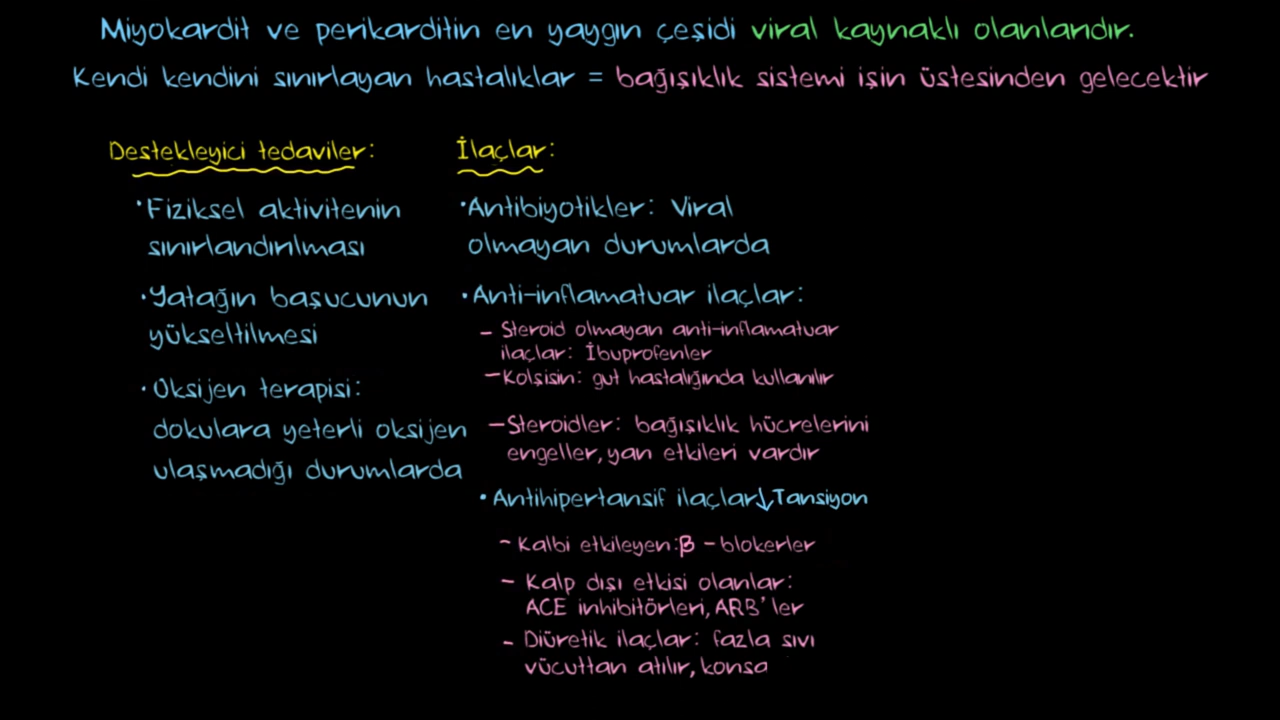 Miyokardit ve perikarditin en yaygın çeşidi viral kaynaklı olanlarıdır.
Kendi kendini sınırlayan hastalıklar = bağışıklık sistemi işin üstesinden gelecektir
Destekleyici tedaviler:
•Fiziksel aktivitenin
sınırlandırılması
•Yatağın başucunun
yükseltilmesi
•Oksijen terapisi:
dokulara yeterli oksijen
ulaşmadığı durumlarda
İlaçlar:
•Antibiyotikler: Viral
olmayan durumlarda
•Anti-inflamatuar ilaçlar:
- Steroid olmayan anti-inflamatuar
ilaçlar: İbuprofenler
-Kolşisin: gut hastalığında kullanılır
-Steroidler: bağışıklık hücrelerini
engeller, yan etkileri vardır
•Antihipertansif ilaçlar↓Tansiyon
- Kalbi etkileyen:β - blokerler
- Kalp dışı etkisi olanlar:
ACE inhibitörleri, ARB'ler
- Diüretik ilaçlar: fazla sıvı
vücuttan atılır, konsa